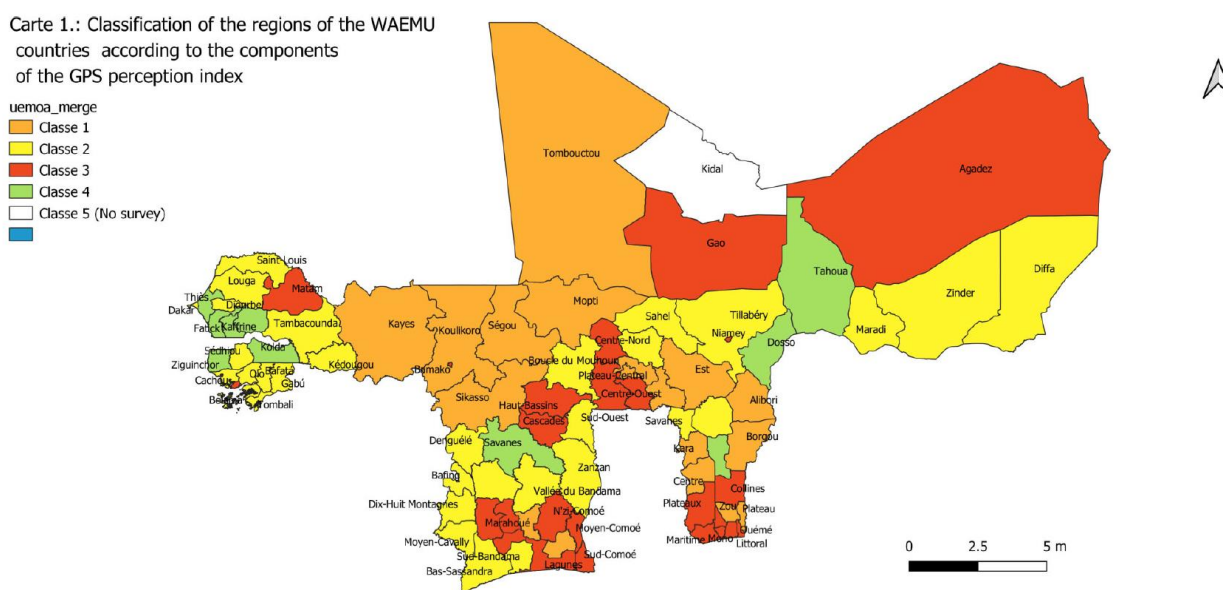 Carte 1.: Classification of the regions of the WAEMU
countries according to the components
of the GPS perception index
uemoa_merge
Classe 1
Classe 2
Classe 3
Classe 4
Classe 5 (No survey)
Tombouctou
Kidal
Agadez
Gao
Tahoua
Diffa
Zinder
Maradi
Saint-Louis
Louga
Matam
Thiès
Dakar
Diourbel
Fatick
Kaffrine
Tambacounda
Sédhiou
Kolda
Ziguinchor
Kédougou
Cacheu
Oio
Bafatá
Gabú
Bolama
Tombali
Kayes
Koulikoro
Ségou
Mopti
Bamako
Sikasso
Sahel
Tillabéry
Niamey
Dosso
Centre-Nord
Boucle du Mouhoun
Plateau-Central
Est
Centre-Ouest
Haut-Bassins
Cascades
Sud-Ouest
Alibori
Borgou
Savanes
Kara
Centre
Collines
Plateaux
Zou
Plateau
Ouémé
Maritime
Mono
Littoral
Denguélé
Savanes
Bafing
Zanzan
Vallée du Bandama
Dix-Huit Montagnes
N'zi-Comoé
Marahoué
Moyen-Comoé
Moyen-Cavally
Sud-Bandama
Sud-Comoé
Bas-Sassandra
Lagunes
0 2.5 5 m